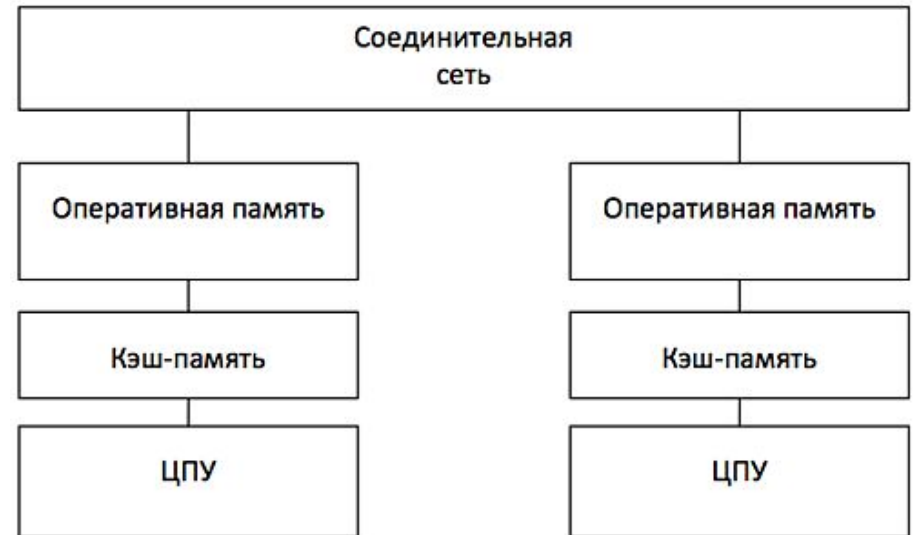 Соединительная
сеть
Оперативная память
Оперативная память
Кэш-память
Кэш-память
ЦПУ
ЦПУ